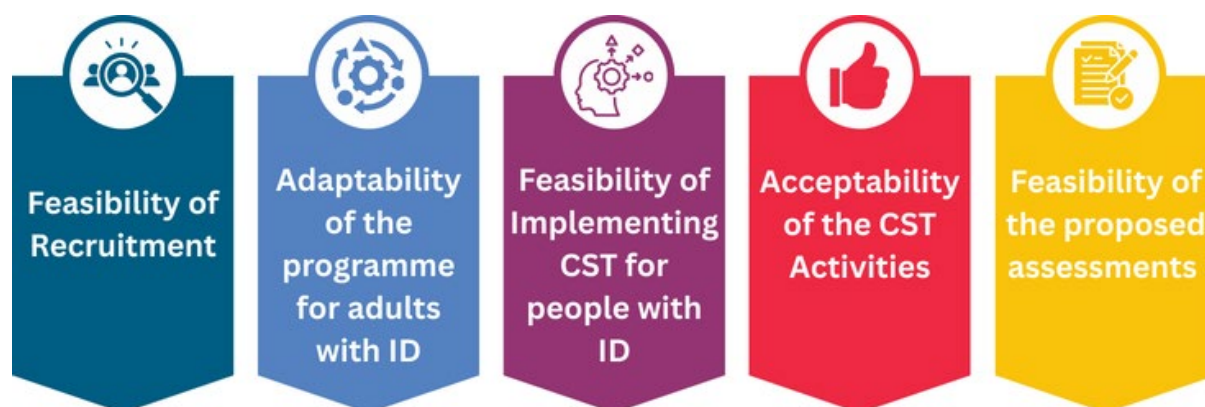 Feasibility of
Recruitment
Adaptability
of the
programme
for adults
with ID
Feasibility of
Implementing
CST for
people with
ID
Acceptability
of the CST
Activities
Feasibility of
the proposed
assessments